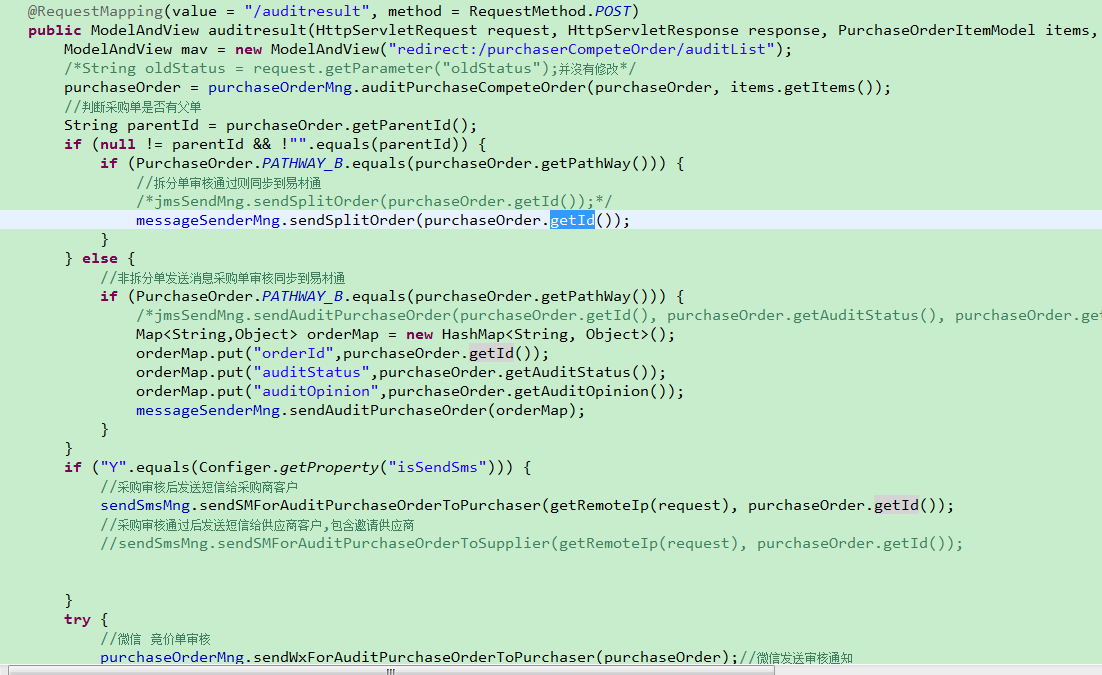 @RequestMapping(value = "/auditresult", method = RequestMethod.POST)
public ModelAndView auditresult(HttpServletRequest request, HttpServletResponse response, PurchaseOrderItemModel items,
ModelAndView mav = new ModelAndView("redirect:/purchaserCompeteOrder/auditList");
/*String oldStatus = request.getParameter("oldStatus");并沒有修改*/
purchaseOrder = purchaseOrderMng.auditPurchaseCompeteOrder(purchaseOrder, items.getItems());
//判断采购单是否有父单
String parentId = purchaseOrder.getParentId();
if (null != parentId && !"".equals(parentId)) {
if (PurchaseOrder.PATHWAY_B.equals(purchaseOrder.getPathWay())) {
//拆分单审核通过则同步到易材通
/*jmsSendMng.sendSplitOrder(purchaseOrder.getId());*/
messageSenderMng.sendSplitOrder(purchaseOrder.getId());
}
} else {
//非拆分单发送消息采购单审核同步到易材通
if (PurchaseOrder.PATHWAY_B.equals(purchaseOrder.getPathWay())) {
/*jmsSendMng.sendAuditPurchaseOrder(purchaseOrder.getId(), purchaseOrder.getAuditStatus(), purchaseOrder.get
Map<String,Object> orderMap = new HashMap<String, Object>();
orderMap.put("orderId",purchaseOrder.getId());
orderMap.put("auditStatus",purchaseOrder.getAuditStatus());
orderMap.put("auditOpinion",purchaseOrder.getAuditOpinion());
messageSenderMng.sendAuditPurchaseOrder(orderMap);
}
}
if ("Y".equals(Configer.getProperty("isSendSms"))) {
//采购审核后发送短信给采购商客户
sendSmsMng.sendSMForAuditPurchaseOrderToPurchaser(getRemoteIp(request), purchaseOrder.getId());
//采购审核通过后发送短信给供应商客户,包含邀请供应商
//sendSmsMng.sendSMForAuditPurchaseOrderToSupplier(getRemoteIp(request), purchaseOrder.getId());
}
try {
//微信 竞价单审核
purchaseOrderMng.sendWxForAuditPurchaseOrderToPurchaser(purchaseOrder);//微信发送审核通知